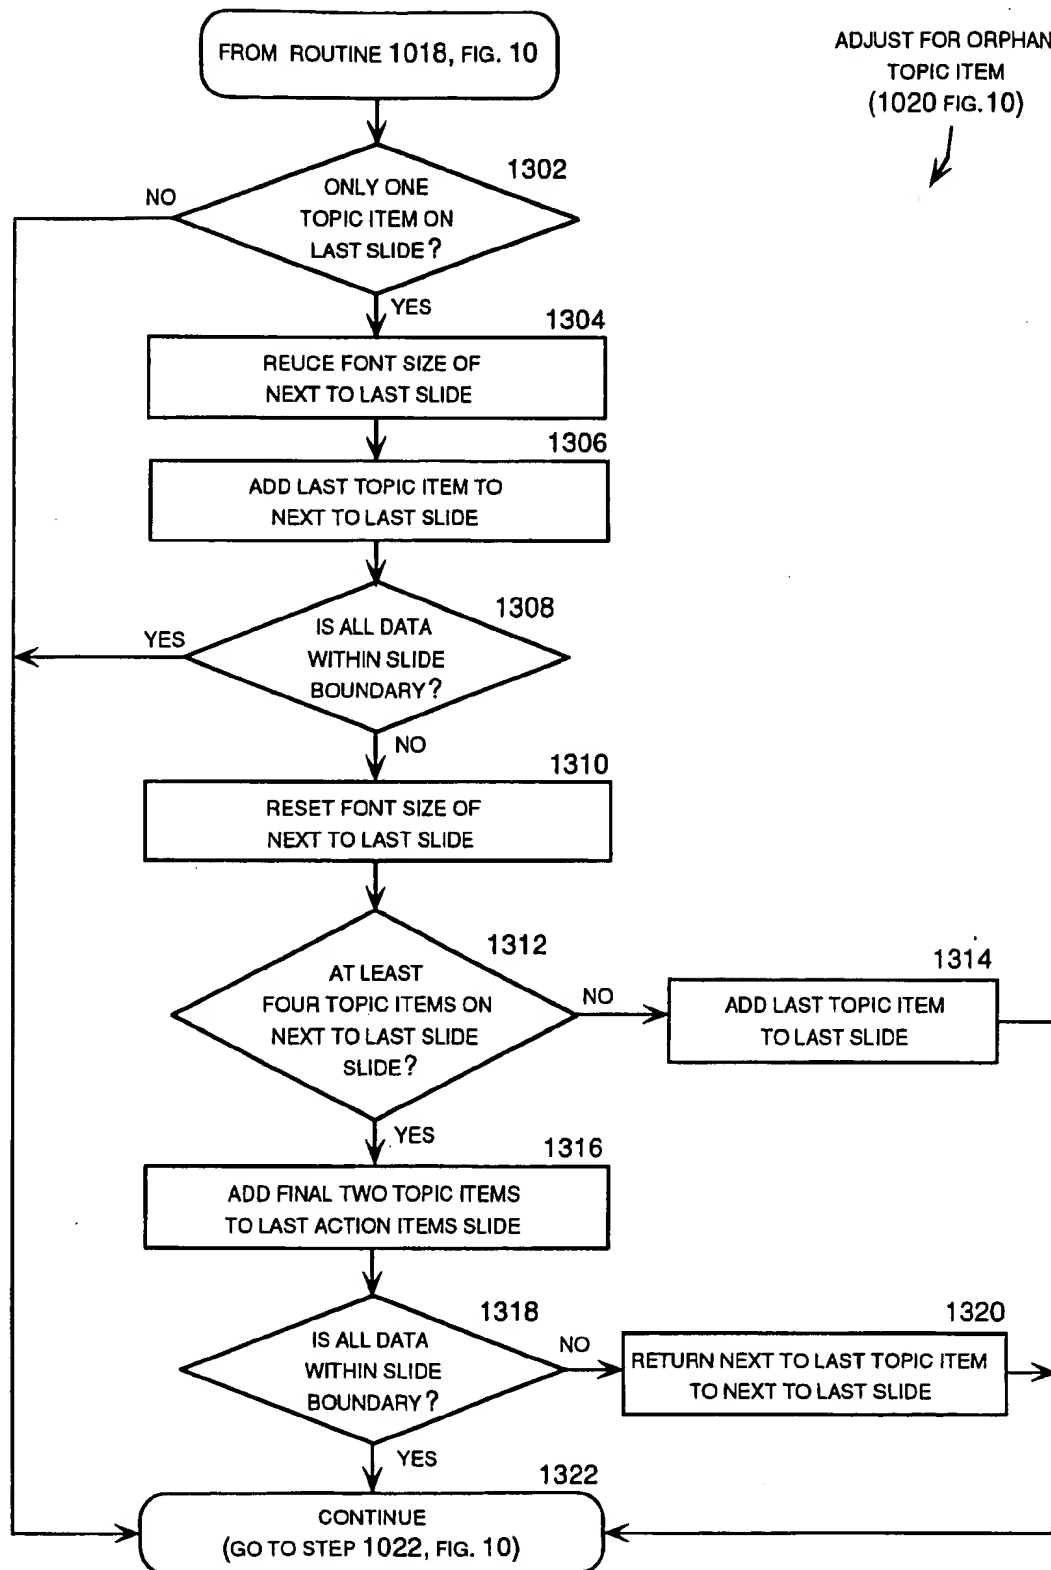 FROM ROUTINE 1018, FIG. 10
ADJUST FOR ORPHAN
TOPIC ITEM
(1020 FIG. 10)
1302
NO
ONLY ONE
TOPIC ITEM ON
LAST SLIDE?
YES
1304
REUCE FONT SIZE OF
NEXT TO LAST SLIDE
1306
ADD LAST TOPIC ITEM TO
NEXT TO LAST SLIDE
1308
YES
IS ALL DATA
WITHIN SLIDE
BOUNDARY?
NO
1310
RESET FONT SIZE OF
NEXT TO LAST SLIDE
1312
AT LEAST
FOUR TOPIC ITEMS ON
NEXT TO LAST SLIDE
SLIDE?
NO
1314
ADD LAST TOPIC ITEM
TO LAST SLIDE
YES
1316
ADD FINAL TWO TOPIC ITEMS
TO LAST ACTION ITEMS SLIDE
1318
IS ALL DATA
WITHIN SLIDE
BOUNDARY?
NO
1320
RETURN NEXT TO LAST TOPIC ITEM
TO NEXT TO LAST SLIDE
YES
1322
CONTINUE
(GO TO STEP 1022, FIG. 10)